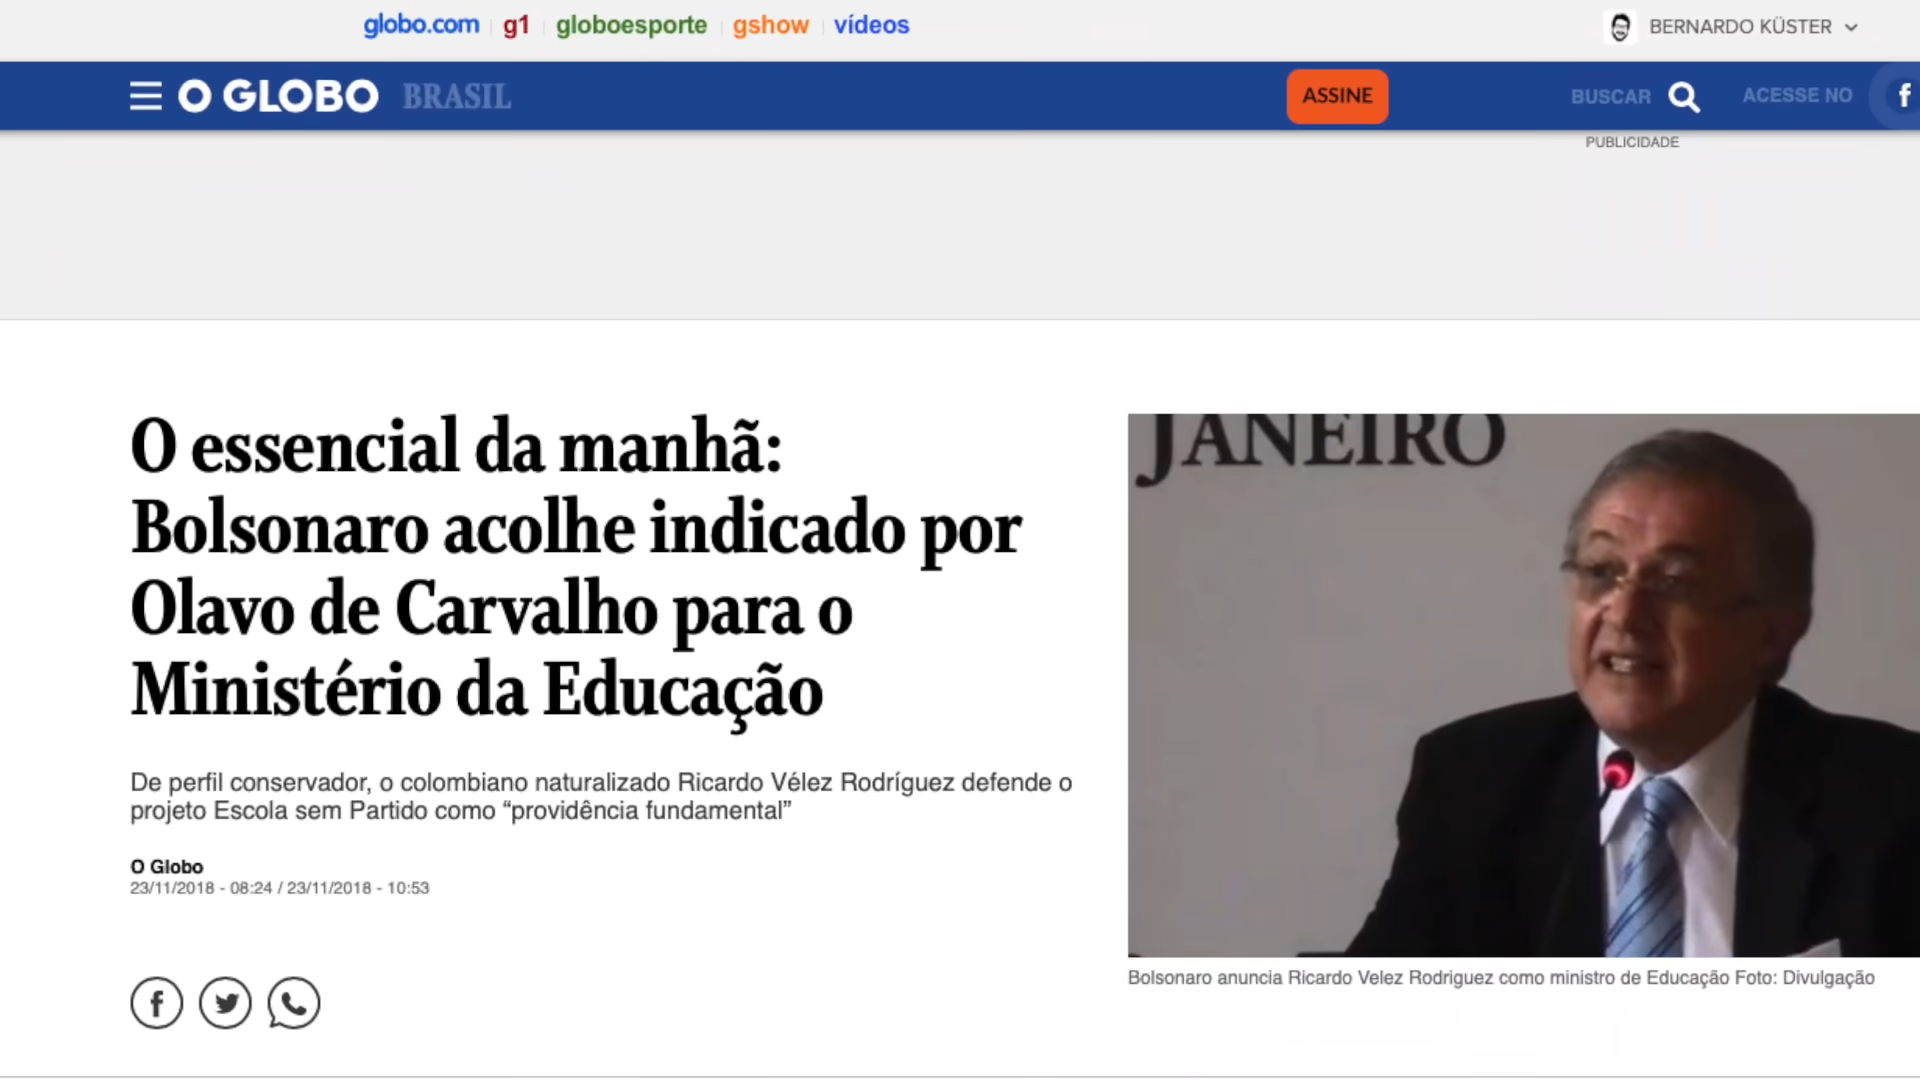 globo.com g1 globoesporte gshow vídeos
BERNARDO KÜSTER
O GLOBO BRASIL
ASSINE
BUSCAR
ACESSE NO
f
PUBLICIDADE
O essencial da manhã:
Bolsonaro acolhe indicado por
Olavo de Carvalho para o
Ministério da Educação
De perfil conservador, o colombiano naturalizado Ricardo Vélez Rodríguez defende o
projeto Escola sem Partido como “providência fundamental”
O Globo
23/11/2018 - 08:24 / 23/11/2018 - 10:53
JANEIRO
Bolsonaro anuncia Ricardo Velez Rodriguez como ministro de Educação Foto: Divulgação